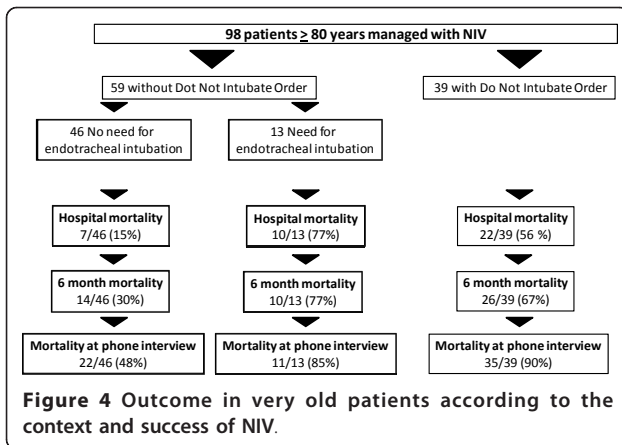 98 patients ≥ 80 years managed with NIV
59 without Dot Not Intubate Order
39 with Do Not Intubate Order
46 No need for
endotracheal intubation
13 Need for
endotracheal intubation
Hospital mortality
7/46 (15%)
Hospital mortality
10/13 (77%)
Hospital mortality
22/39 (56 %)
6 month mortality
14/46 (30%)
6 month mortality
10/13 (77%)
6 month mortality
26/39 (67%)
Mortality at phone interview
22/46 (48%)
Mortality at phone interview
11/13 (85%)
Mortality at phone interview
35/39 (90%)
Figure 4 Outcome in very old patients according to the
context and success of NIV.